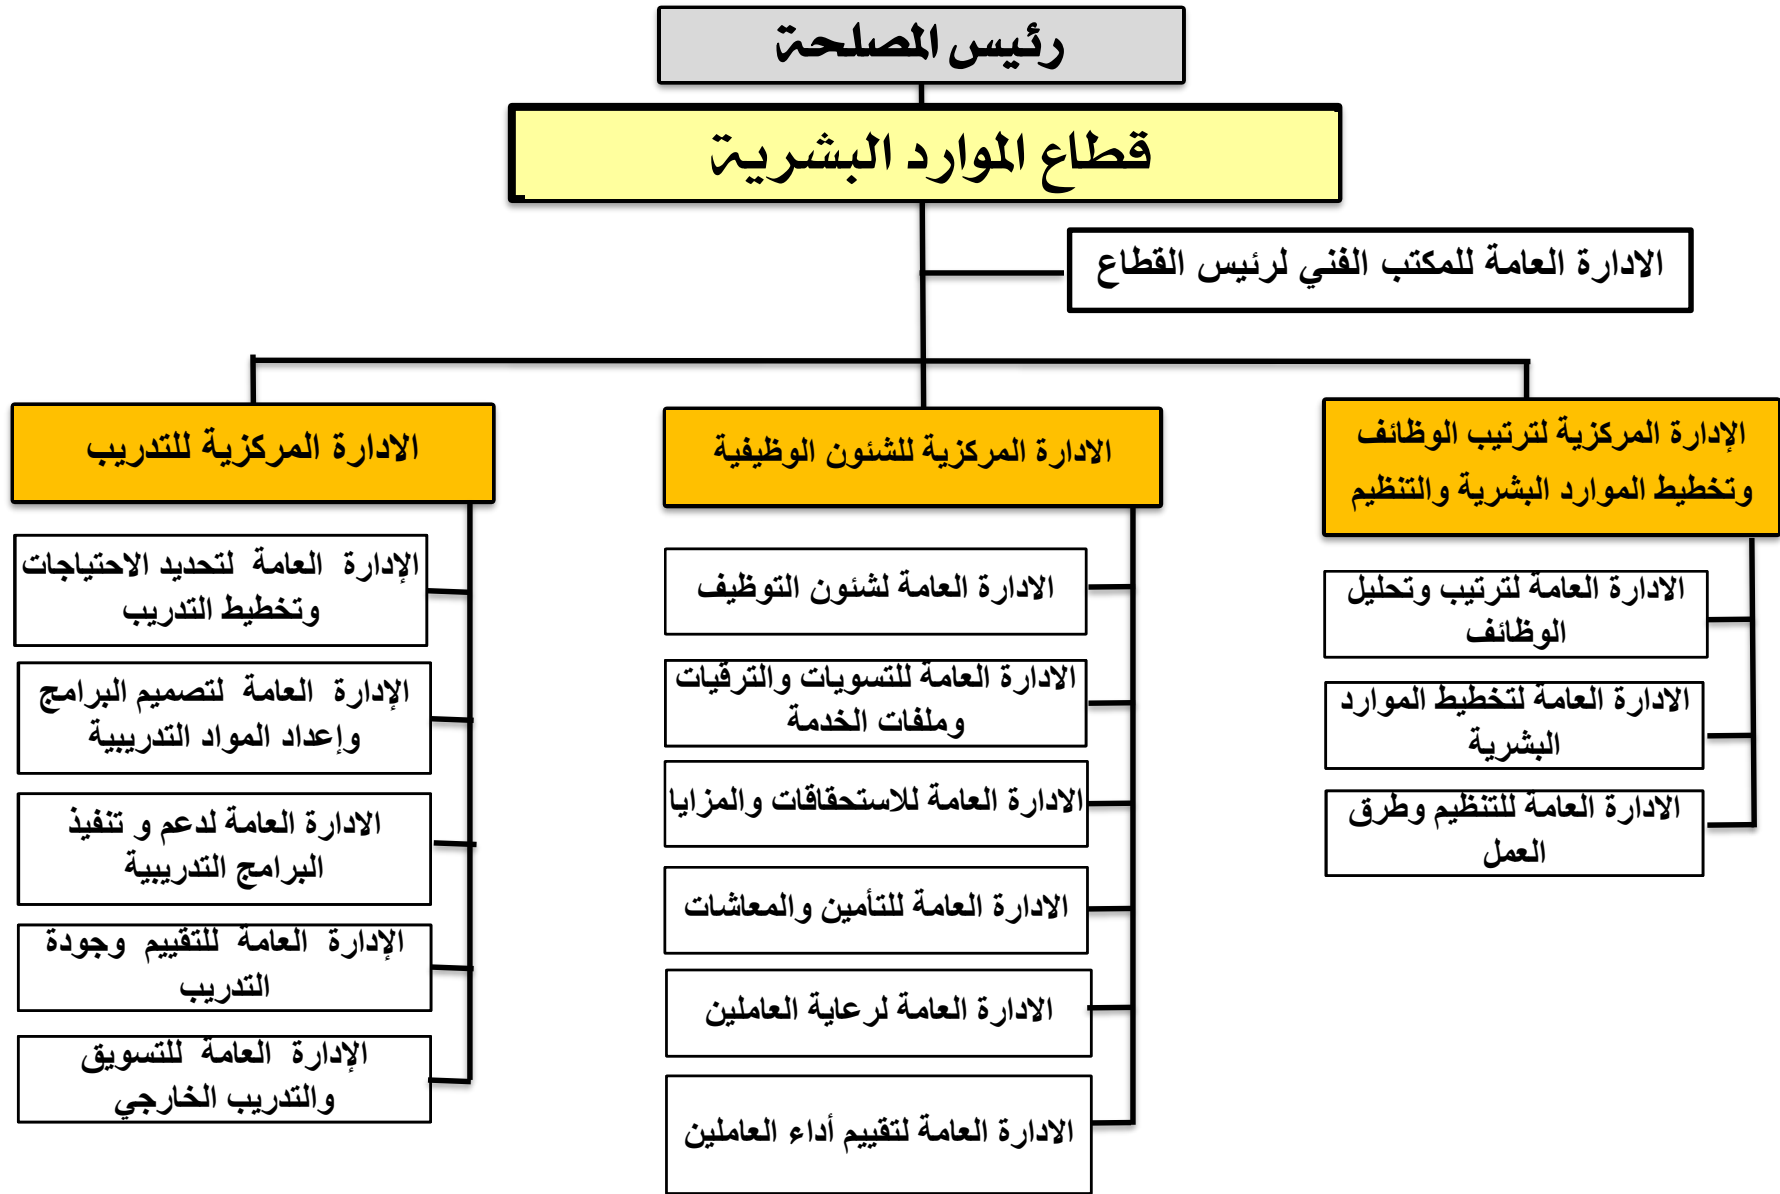 رئيس المصلحة
قطاع الموارد البشرية
الادارة العامة للمكتب الفني لرئيس القطاع
الإدارة المركزية لترتيب الوظائف
وتخطيط الموارد البشرية والتنظيم
الادارة العامة لترتيب وتحليل
الوظائف
الادارة العامة لتخطيط الموارد
البشرية
الادارة العامة للتنظيم وطرق
العمل
الادارة المركزية للشئون الوظيفية
الادارة العامة لشئون التوظيف
الادارة العامة للتسويات والترقيات
وملفات الخدمة
الادارة العامة للاستحقاقات والمزايا
الادارة العامة للتأمين والمعاشات
الادارة العامة لرعاية العاملين
الادارة العامة لتقييم أداء العاملين
الادارة المركزية للتدريب
الإدارة العامة لتحديد الاحتياجات
وتخطيط التدريب
الإدارة العامة لتصميم البرامج
وإعداد المواد التدريبية
الادارة العامة لدعم و تنفيذ
البرامج التدريبية
الإدارة العامة للتقييم وجودة
التدريب
الإدارة العامة للتسويق
والتدريب الخارجي